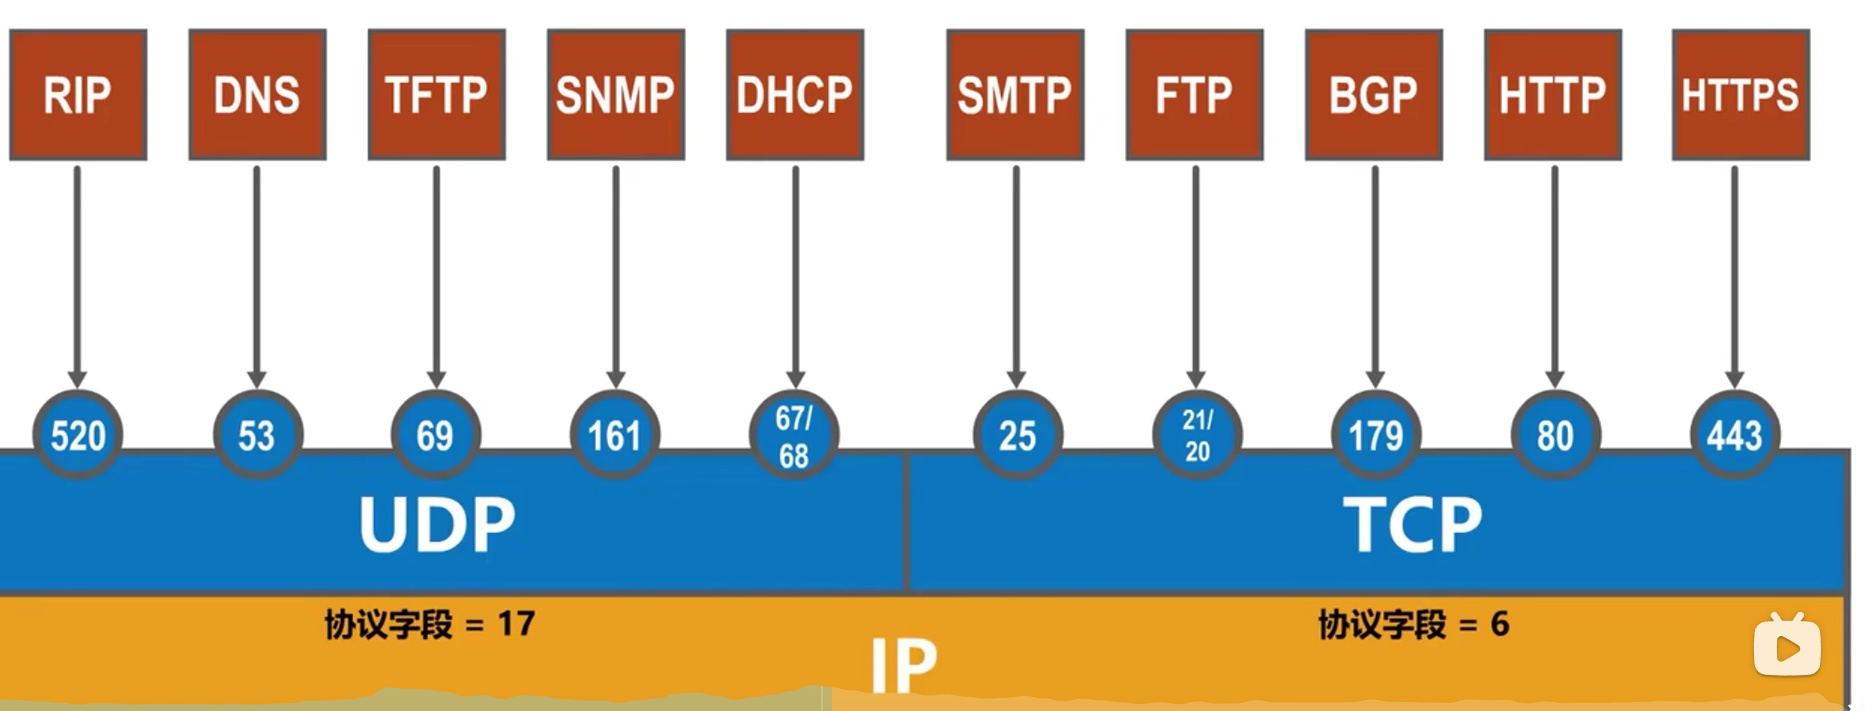 RIP
DNS
TFTP
SNMP
DHCP
SMTP
FTP
BGP
HTTP
HTTPS
520
53
69
161
67/
68
25
21/
20
179
80
443
UDP
TCP
协议字段 = 17
协议字段 = 6
IP